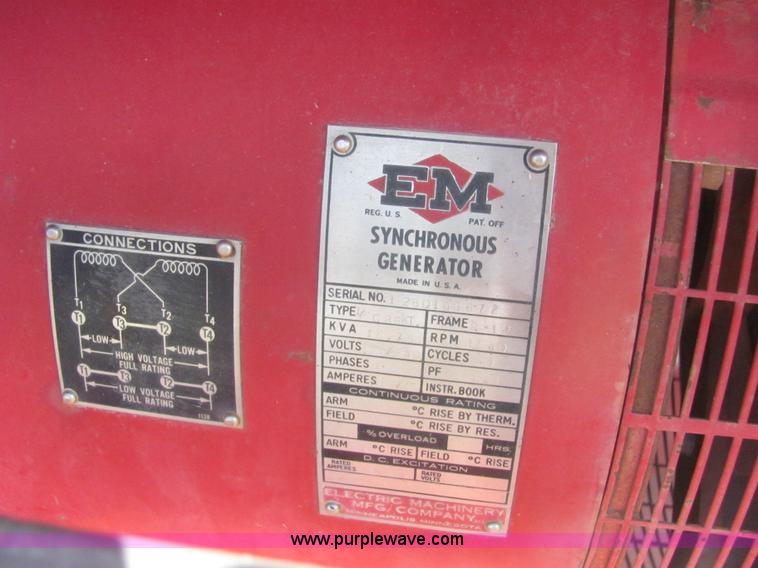 CONNECTIONS
T1 T3 T2 T4
T1 T3 T2 T4
LOW LOW
HIGH VOLTAGE
FULL RATING
T1 T3 T2 T4
LOW VOLTAGE
FULL RATING
1538
EM
REG. U.S. PAT. OFF
SYNCHRONOUS
GENERATOR
MADE IN U.S.A.
SERIAL NO.
TYPE FRAME
KVA RPM
VOLTS CYCLES
PHASES PF
AMPERES INSTR. BOOK
CONTINUOUS RATING
ARM °C RISE BY THERM.
FIELD °C RISE BY RES.
% OVERLOAD HRS.
ARM °C RISE FIELD °C RISE
D.C. EXCITATION
RATED AMPERES RATED VOLTS
ELECTRIC MACHINERY
MFG/COMPANY
MINNEAPOLIS MINNESOTA
www.purplewave.com